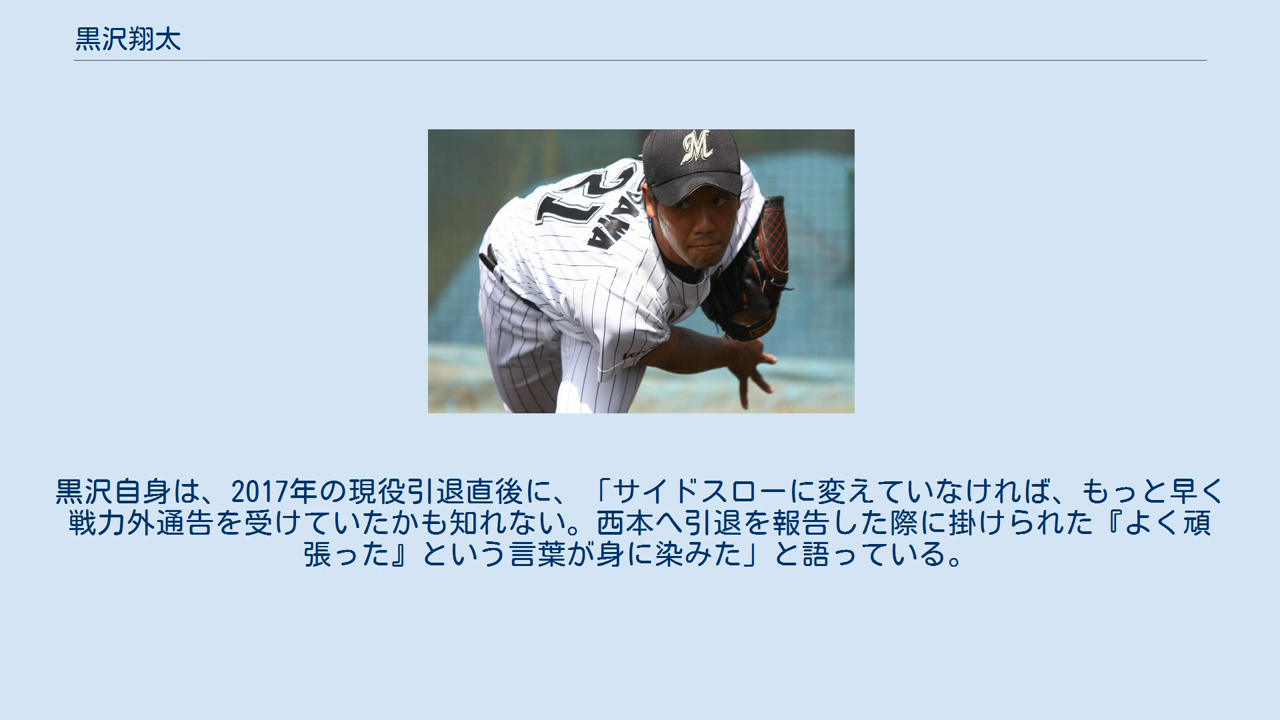 黒沢翔太
M
21
黒沢自身は、2017年の現役引退直後に、「サイドスローに変えていなければ、もっと早く
戦力外通告を受けていたかも知れない。西本へ引退を報告した際に掛けられた『よく頑
張った』という言葉が身に染みた」と語っている。